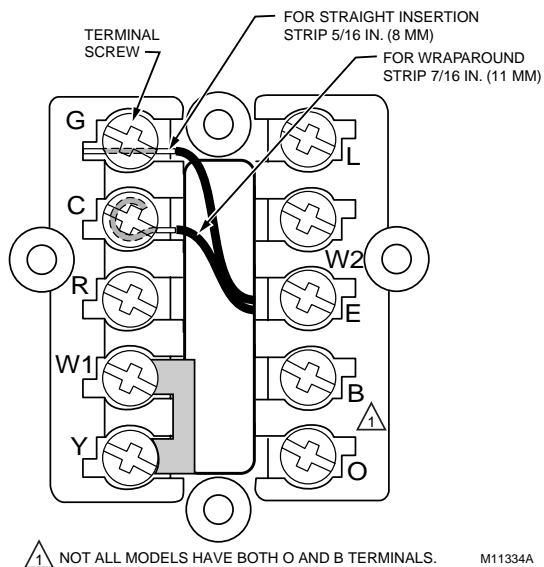 TERMINAL
SCREW
FOR STRAIGHT INSERTION
STRIP 5/16 IN. (8 MM)
FOR WRAPAROUND
STRIP 7/16 IN. (11 MM)
G
C
R
W1
Y
L
W2
E
B
1
O
1 NOT ALL MODELS HAVE BOTH O AND B TERMINALS.
M11334A